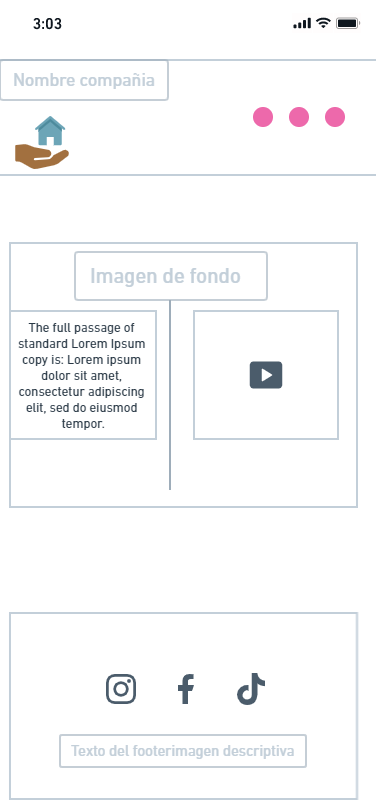 3:03
Nombre compañia
Imagen de fondo
The full passage of
standard Lorem Ipsum
copy is: Lorem ipsum
dolor sit amet,
consectetur adipiscing
elit, sed do eiusmod
tempor.
Texto del footerimagen descriptiva